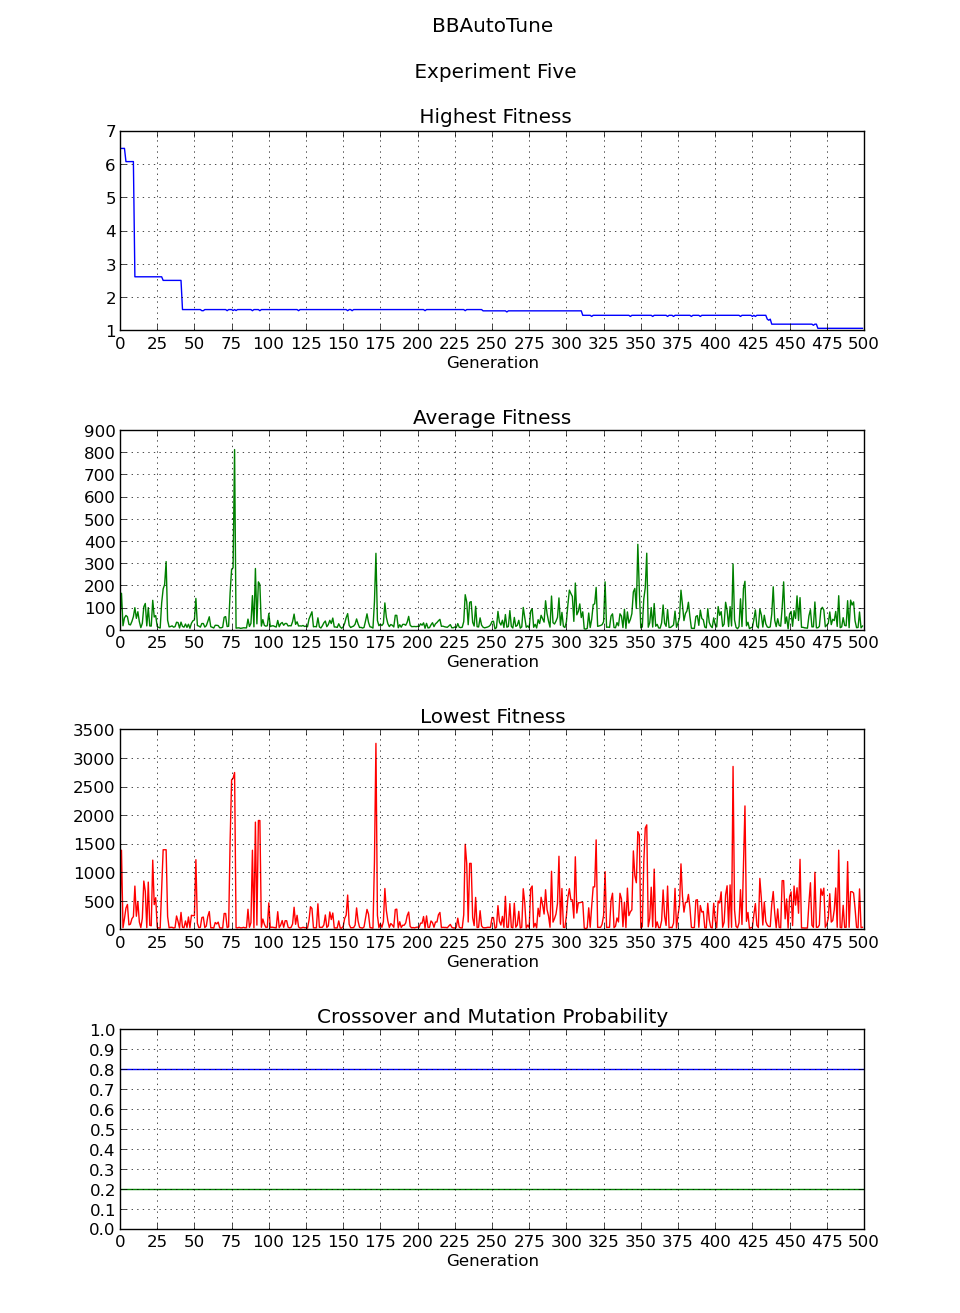 BBAutoTune
Experiment Five
Highest Fitness
7
6
5
4
3
2
1
0 25 50 75 100 125 150 175 200 225 250 275 300 325 350 375 400 425 450 475 500
Generation
Average Fitness
900
800
700
600
500
400
300
200
100
0
0 25 50 75 100 125 150 175 200 225 250 275 300 325 350 375 400 425 450 475 500
Generation
Lowest Fitness
3500
3000
2500
2000
1500
1000
500
0
0 25 50 75 100 125 150 175 200 225 250 275 300 325 350 375 400 425 450 475 500
Generation
Crossover and Mutation Probability
1.0
0.9
0.8
0.7
0.6
0.5
0.4
0.3
0.2
0.1
0.0
0 25 50 75 100 125 150 175 200 225 250 275 300 325 350 375 400 425 450 475 500
Generation